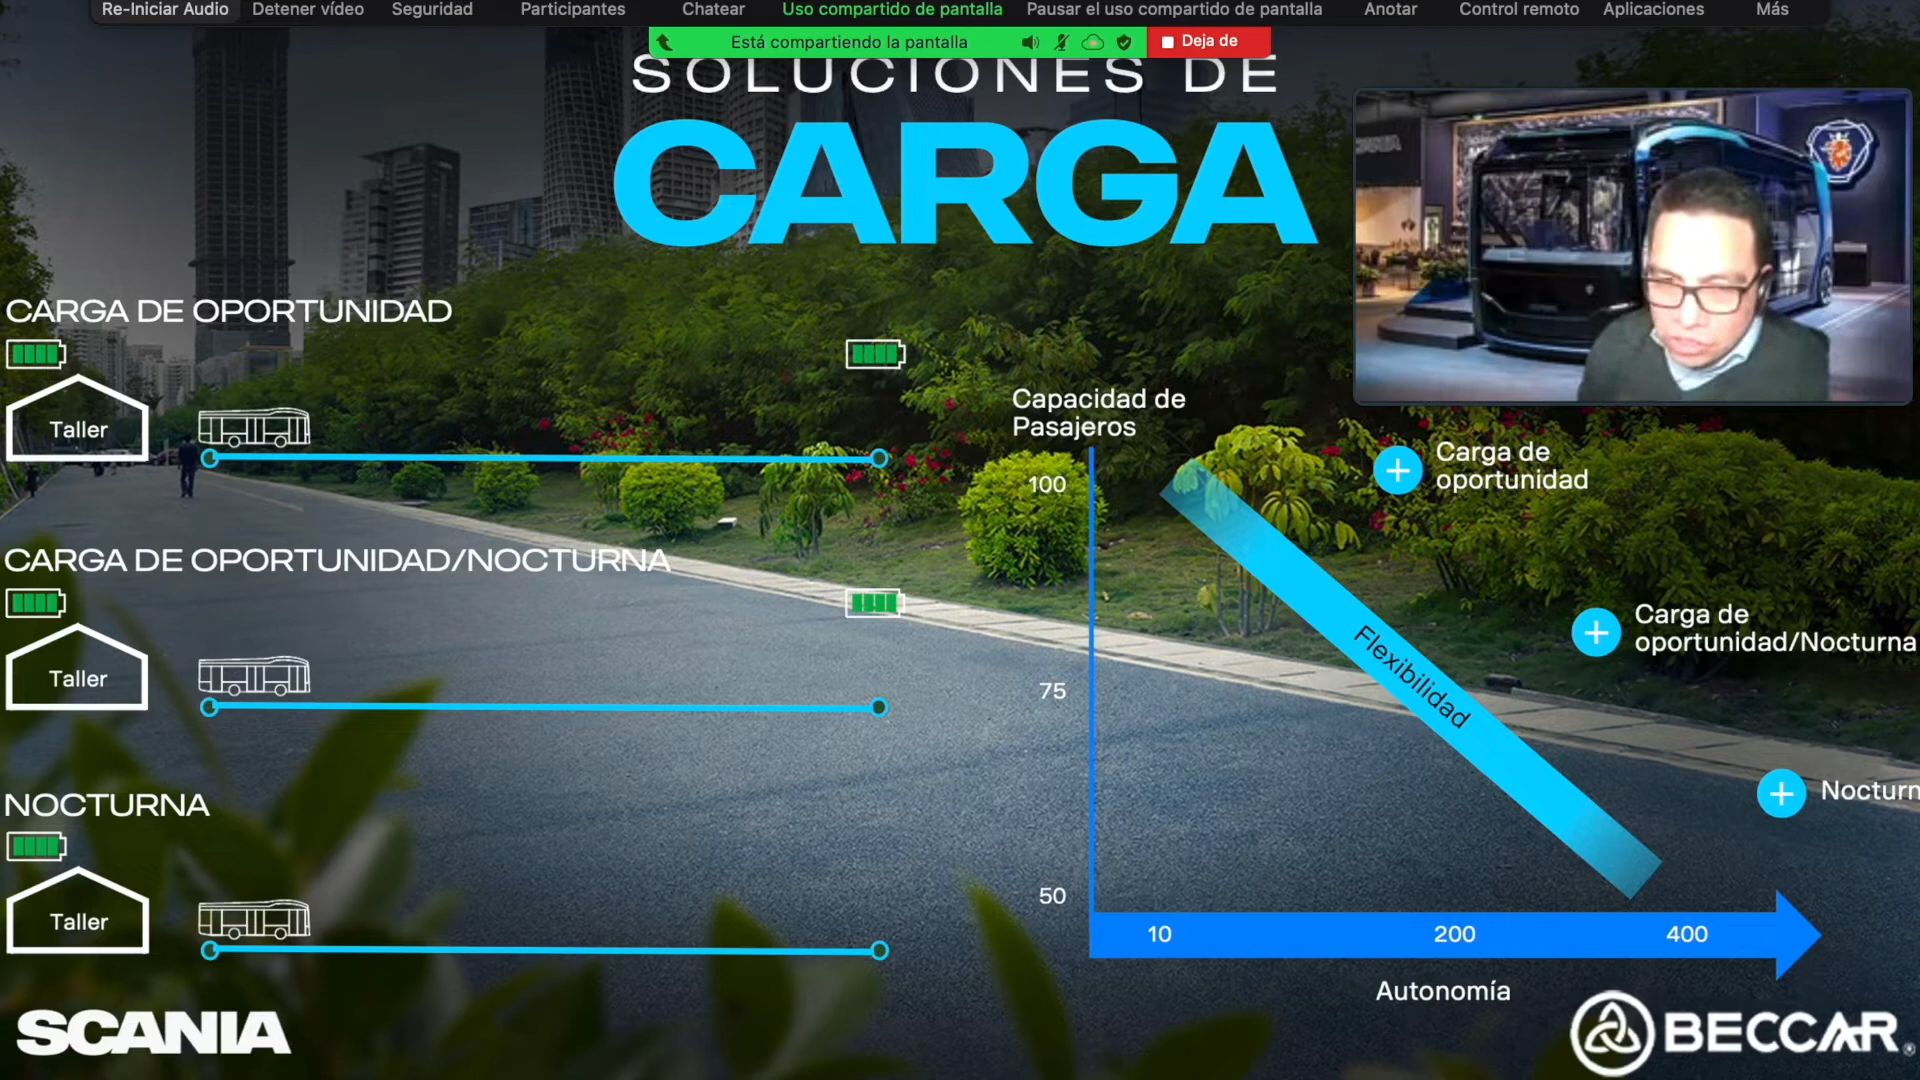 Re-Iniciar Audio
Detener vídeo
Seguridad
Participantes
Chatear
Uso compartido de pantalla
Pausar el uso compartido de pantalla
Anotar
Control remoto
Aplicaciones
Más
Está compartiendo la pantalla
Deja de
SOLUCIONES DE
CARGA
CARGA DE OPORTUNIDAD
Taller
CARGA DE OPORTUNIDAD/NOCTURNA
Taller
NOCTURNA
Taller
Capacidad de
Pasajeros
100
75
50
Flexibilidad
Carga de
oportunidad
Carga de
oportunidad/Nocturna
Nocturn
10
200
400
Autonomía
SCANIA
BECCAR